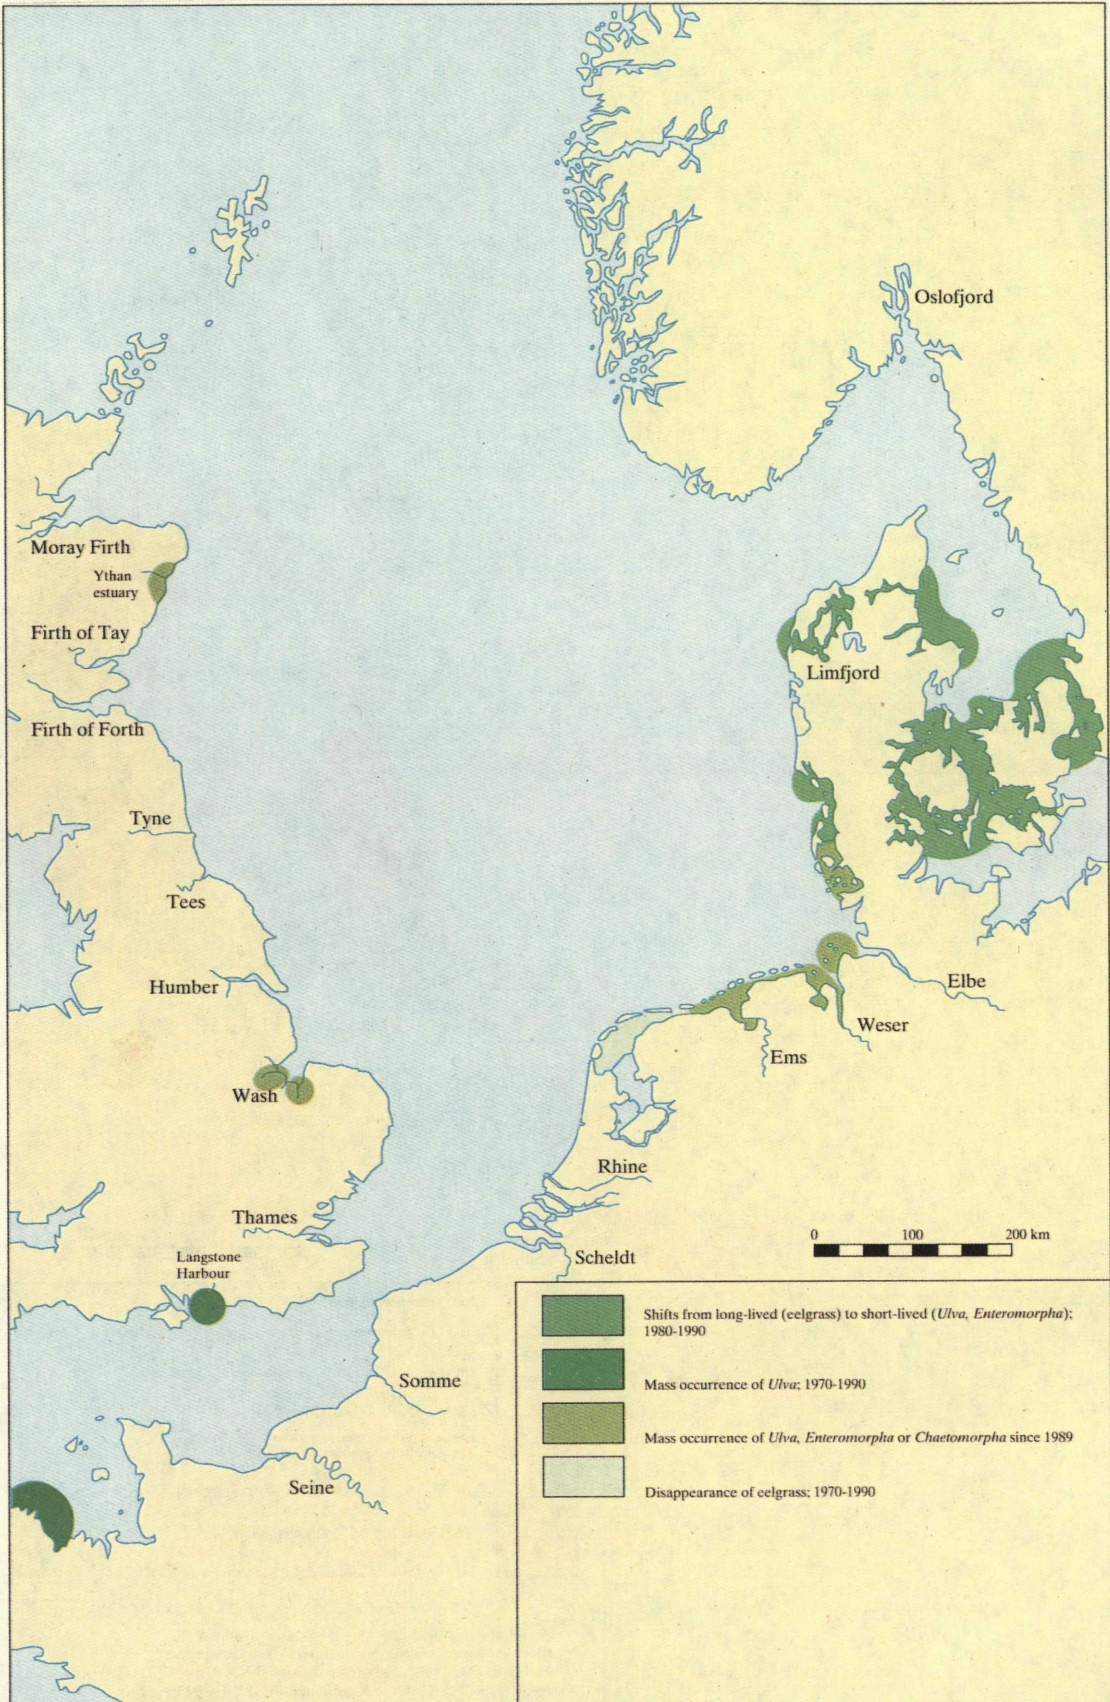 Oslofjord
Moray Firth
Ythan
estuary
Firth of Tay
Limfjord
Firth of Forth
Tyne
Tees
Humber
Elbe
Weser
Ems
Wash
Rhine
Thames
0 100 200 km
Langstone
Harbour
Scheldt
Shifts from long-lived (eelgrass) to short-lived (Ulva, Enteromorpha);
1980-1990
Mass occurrence of Ulva; 1970-1990
Somme
Mass occurrence of Ulva, Enteromorpha or Chaetomorpha since 1989
Seine
Disappearance of eelgrass; 1970-1990